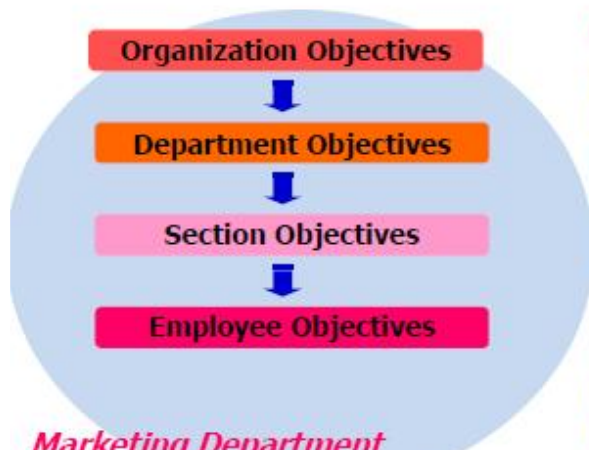 Organization Objectives
Department Objectives
Section Objectives
Employee Objectives
Marketing Department